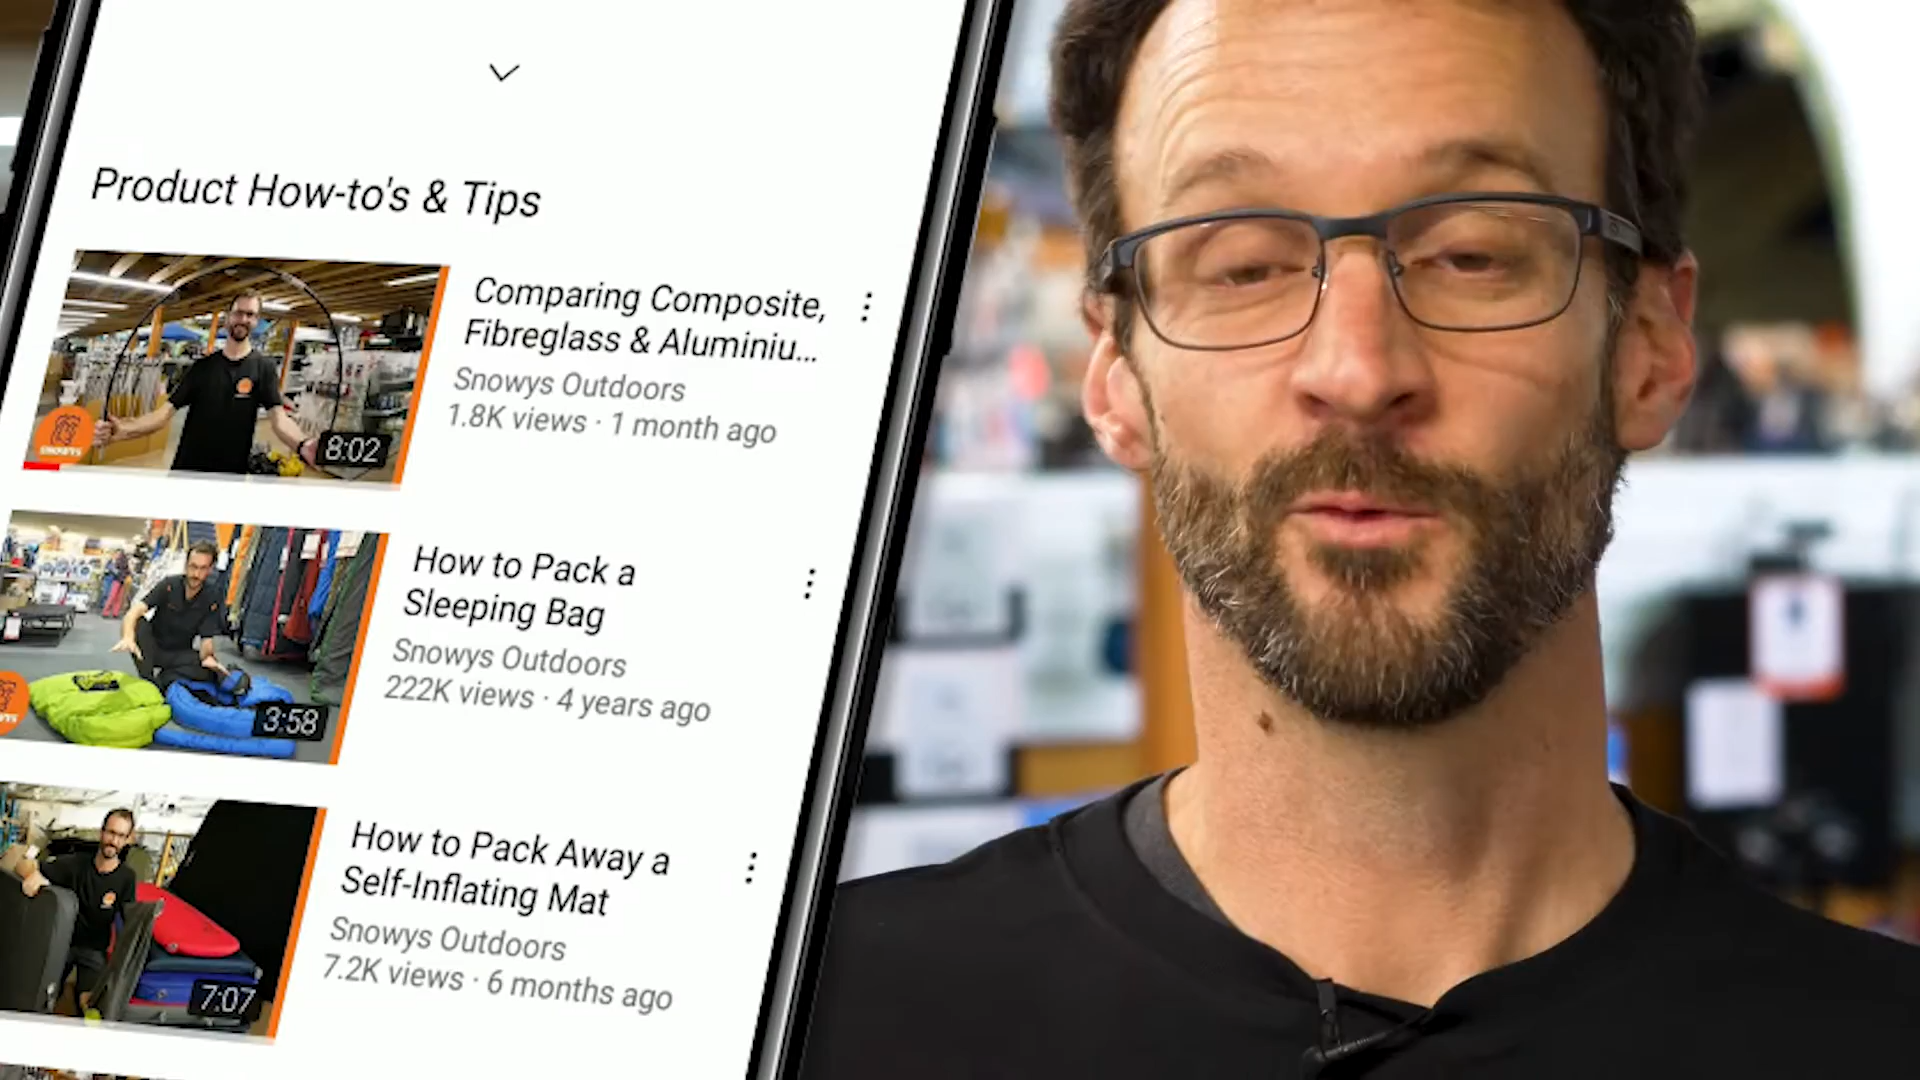 Product How-to's & Tips
Comparing Composite,
Fibreglass & Aluminiu...
Snowys Outdoors
1.8K views · 1 month ago
8:02
SNOWYS
How to Pack a
Sleeping Bag
Snowys Outdoors
222K views · 4 years ago
3:58
How to Pack Away a
Self-Inflating Mat
Snowys Outdoors
7.2K views · 6 months ago
7:07